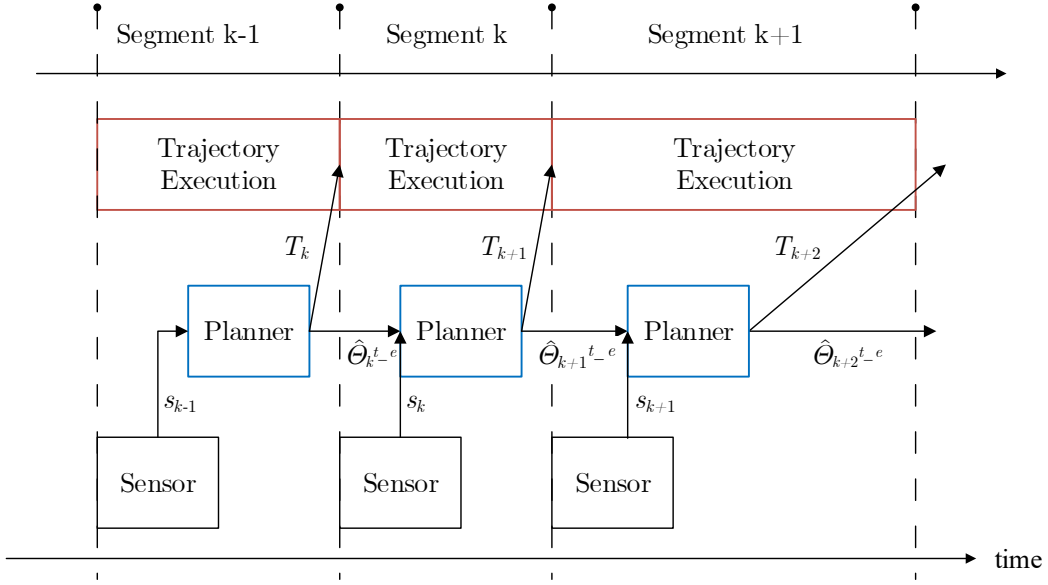 Segment k-1
Segment k
Segment k+1
Trajectory
Execution
Trajectory
Execution
Trajectory
Execution
T_k
T_{k+1}
T_{k+2}
Planner
Planner
Planner
Θ̂_k^{t_e}
Θ̂_{k+1}^{t_e}
Θ̂_{k+2}^{t_e}
s_{k-1}
s_k
s_{k+1}
Sensor
Sensor
Sensor
time